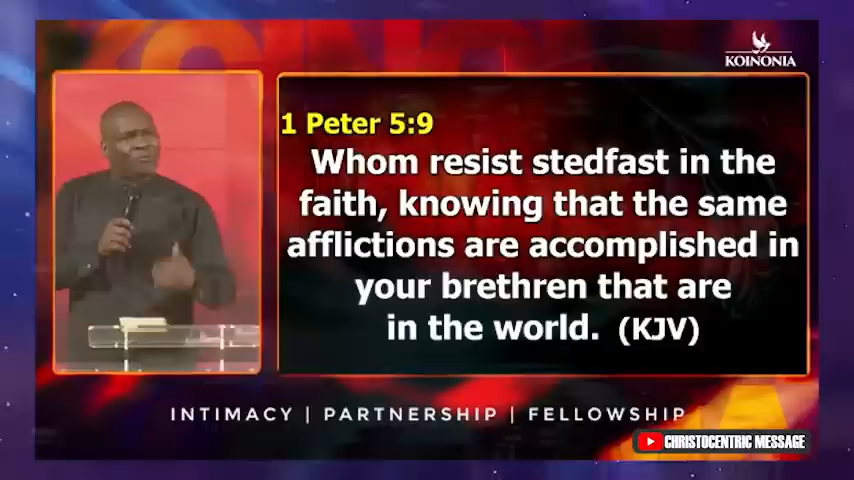 KOINONIA
1 Peter 5:9
Whom resist stedfast in the
faith, knowing that the same
afflictions are accomplished in
your brethren that are
in the world. (KJV)
INTIMACY | PARTNERSHIP | FELLOWSHIP
CHRISTOCENTRIC MESSAGE